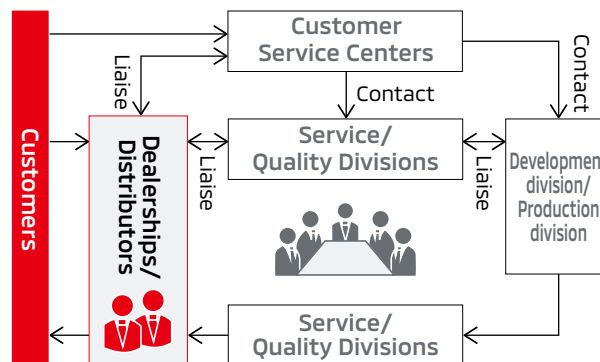 Customer
Service Centers
Liaise
Contact
Contact
Customers
Dealerships/
Distributors
Liaise
Service/
Quality Divisions
Liaise
Development
division/
Production
division
Service/
Quality Divisions